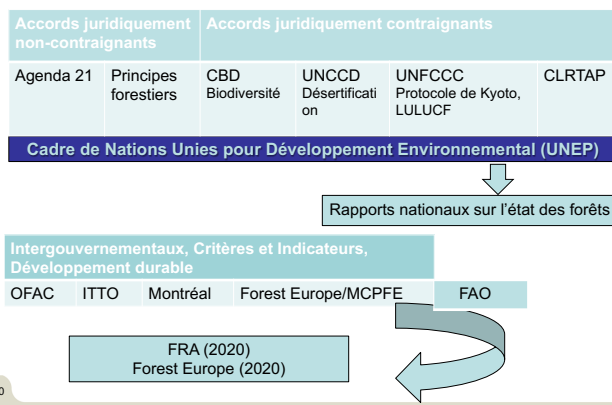 Accords juridiquement
non-contraignants
Accords juridiquement contraignants
Agenda 21
Principes
forestiers
CBD
Biodiversité
UNCCD
Désertificati
on
UNFCCC
Protocole de Kyoto,
LULUCF
CLRTAP
Cadre de Nations Unies pour Développement Environmental (UNEP)
Rapports nationaux sur l'état des forêts
Intergouvernementaux, Critères et Indicateurs,
Développement durable
OFAC
ITTO
Montréal
Forest Europe/MCPFE
FAO
FRA (2020)
Forest Europe (2020)